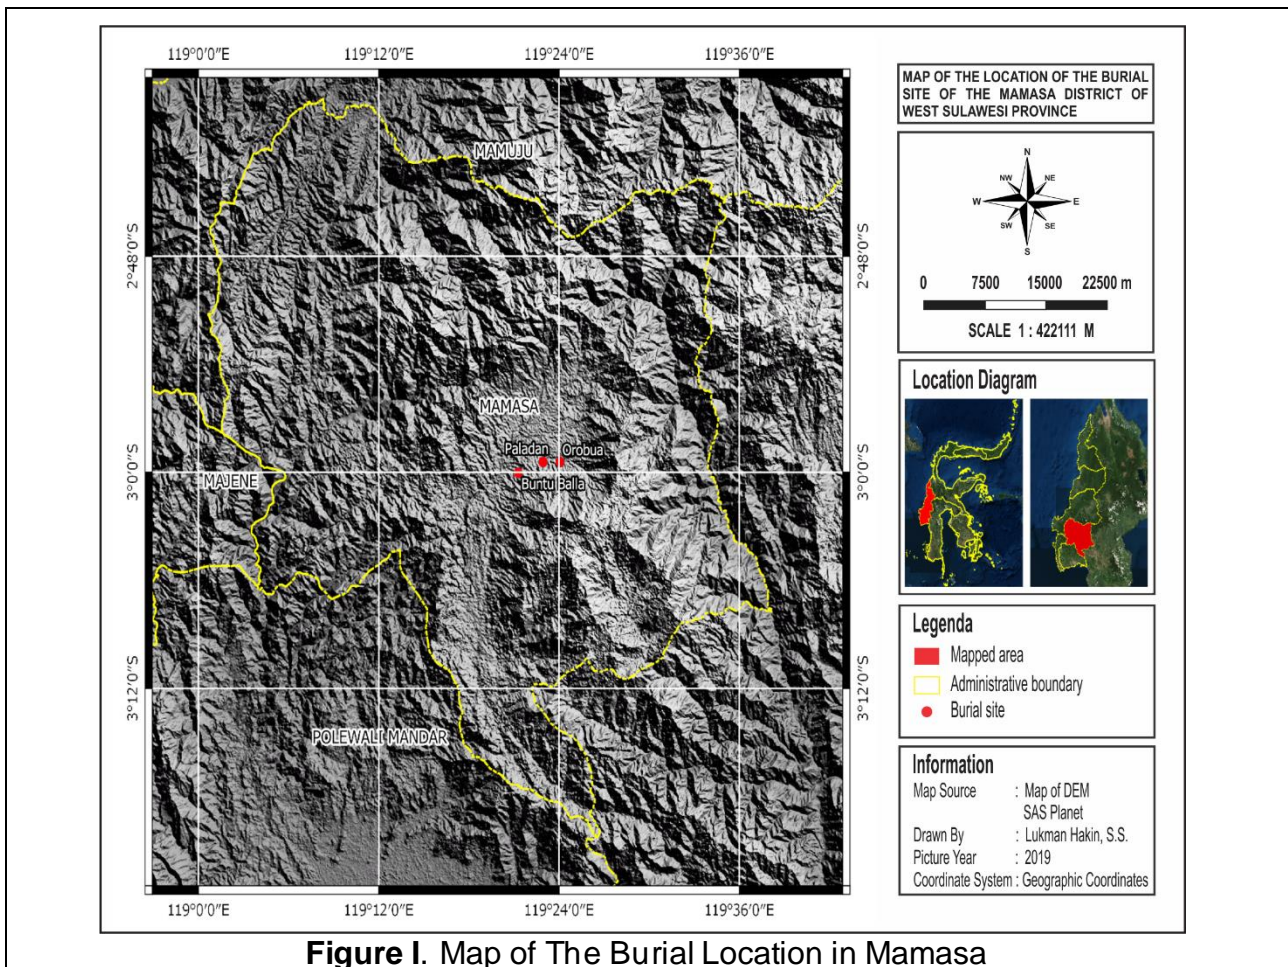 119°0'0"E 119°12'0"E 119°24'0"E 119°36'0"E
MAMUJU
2°48'0"S 2°48'0"S
MAMASA
Paladan Orobua
3°0'0"S 3°0'0"S
MAJENE
Buntu Balla
3°12'0"S 3°12'0"S
POLEWALI MANDAR
119°0'0"E 119°12'0"E 119°24'0"E 119°36'0"E
MAP OF THE LOCATION OF THE BURIAL
SITE OF THE MAMASA DISTRICT OF
WEST SULAWESI PROVINCE
N
NW NE
W E
SW SE
S
0 7500 15000 22500 m
SCALE 1 : 422111 M
Location Diagram
Legenda
Mapped area
Administrative boundary
Burial site
Information
Map Source : Map of DEM
SAS Planet
Drawn By : Lukman Hakin, S.S.
Picture Year : 2019
Coordinate System : Geographic Coordinates
Figure I. Map of The Burial Location in Mamasa